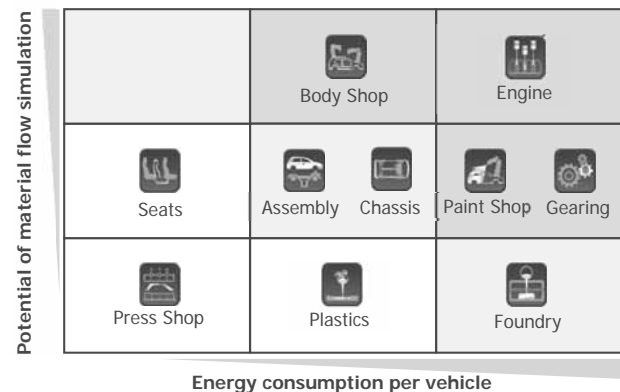 Potential of material flow simulation
Body Shop
Engine
Seats
Assembly
Chassis
Paint Shop
Gearing
Press Shop
Plastics
Foundry
Energy consumption per vehicle